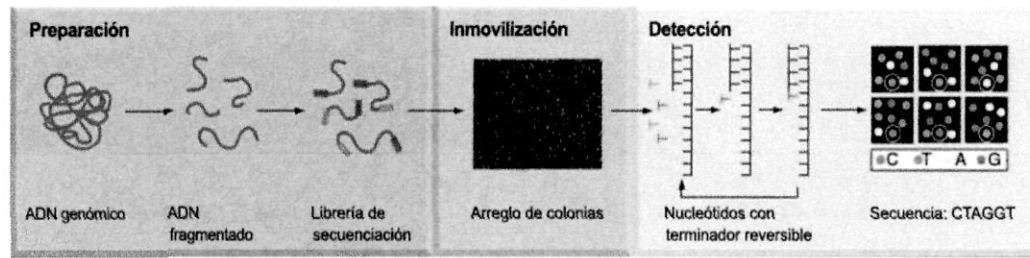 Preparación
Inmovilización
Detección
T
T
T
T
T
T
C T A G
ADN genómico
ADN
fragmentado
Librería de
secuenciación
Arreglo de colonias
Nucleótidos con
terminador reversible
Secuencia: CTAGGT